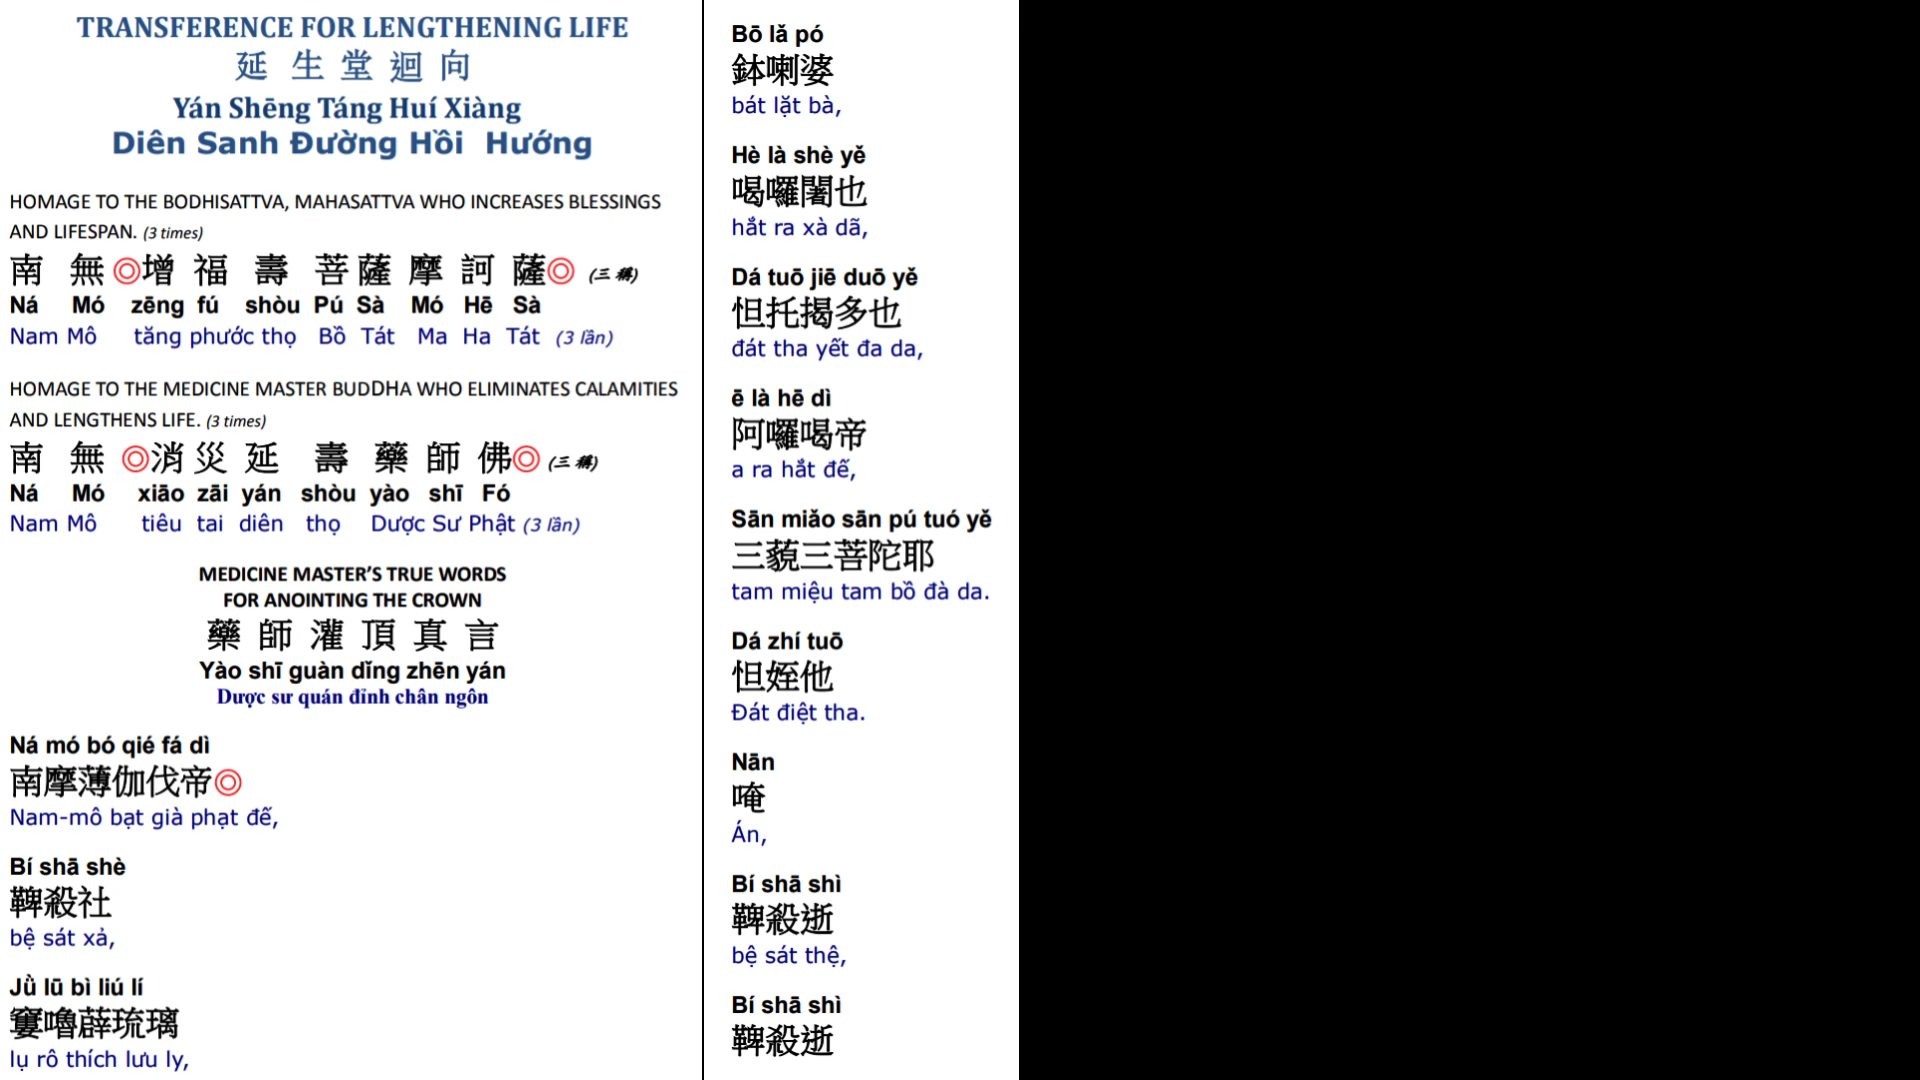 TRANSFERENCE FOR LENGTHENING LIFE
延 生 堂 迴 向
Yán Shēng Táng Huí Xiàng
Diên Sanh Đường Hồi Hướng
HOMAGE TO THE BODHISATTVA, MAHASATTVA WHO INCREASES BLESSINGS
AND LIFESPAN. (3 times)
南 無 ◎增 福 壽 菩 薩 摩 訶 薩◎ (三 稱)
Ná Mó zēng fú shòu Pú Sà Mó Hē Sà
Nam Mô tăng phước thọ Bồ Tát Ma Ha Tát (3 lần)
HOMAGE TO THE MEDICINE MASTER BUDDHA WHO ELIMINATES CALAMITIES
AND LENGTHENS LIFE. (3 times)
南 無 ◎消 災 延 壽 藥 師 佛◎ (三 稱)
Ná Mó xiāo zāi yán shòu yào shī Fó
Nam Mô tiêu tai diên thọ Dược Sư Phật (3 lần)
MEDICINE MASTER'S TRUE WORDS
FOR ANOINTING THE CROWN
藥 師 灌 頂 真 言
Yào shī guàn dǐng zhēn yán
Dược sư quán đỉnh chân ngôn
Ná mó bó qié fá dì
南摩薄伽伐帝◎
Nam-mô bạt già phạt đế,
Bí shā shè
鞞殺社
bệ sát xả,
Jǜ lū bì liú lí
窶嚕薜琉璃
lụ rô thích lưu ly,
Bō lǎ pó
鉢喇婆
bát lặt bà,
Hè là shè yě
喝囉闍也
hắt ra xà dã,
Dá tuō jiē duō yě
怛托揭多也
đát tha yết đa da,
ē là hē dì
阿囉喝帝
a ra hắt đế,
Sān miǎo sān pú tuó yě
三藐三菩陀耶
tam miệu tam bồ đà da.
Dá zhí tuō
怛姪他
Đát điệt tha.
Nān
唵
Án,
Bí shā shì
鞞殺逝
bệ sát thệ,
Bí shā shì
鞞殺逝